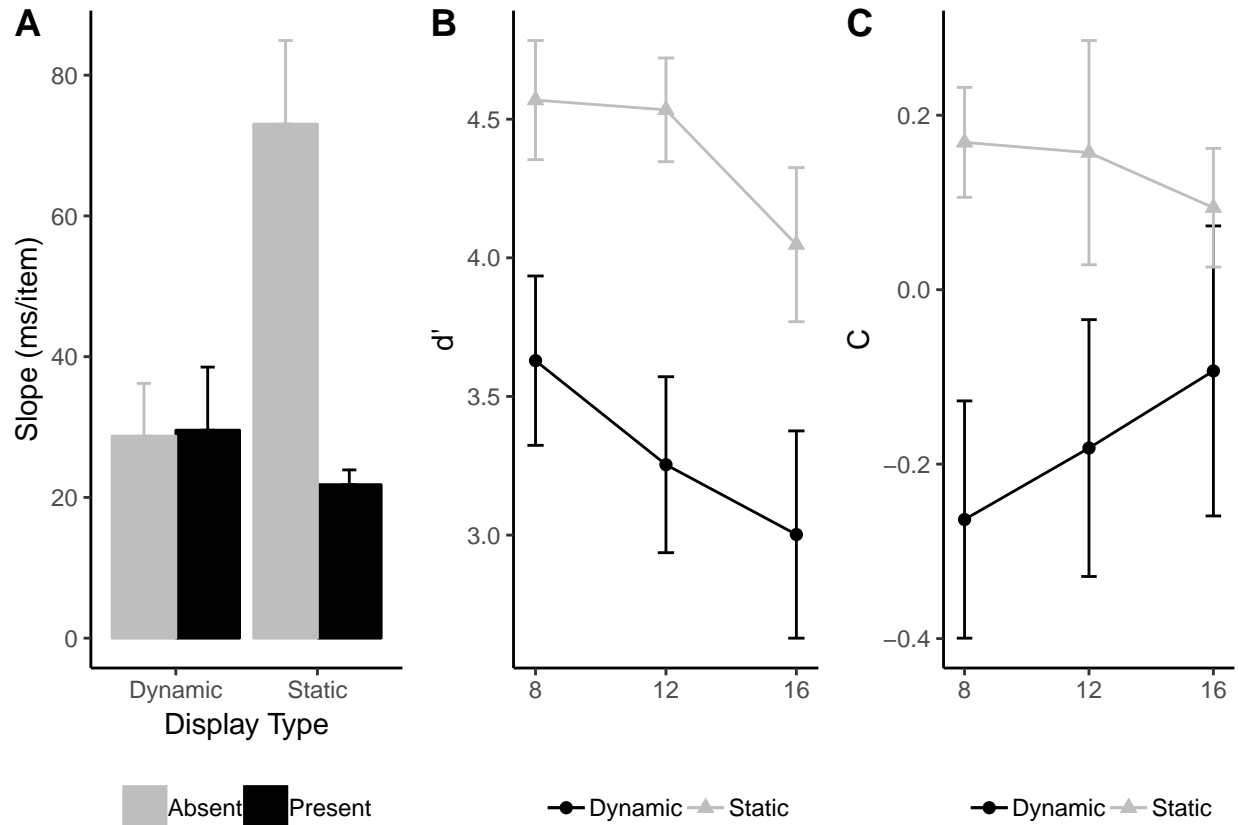 A
Slope (ms/item)
80
60
40
20
0
Dynamic Static
Display Type
Absent Present
B
d'
4.5
4.0
3.5
3.0
8 12 16
Dynamic Static
C
C
0.2
0.0
−0.2
−0.4
8 12 16
Dynamic Static